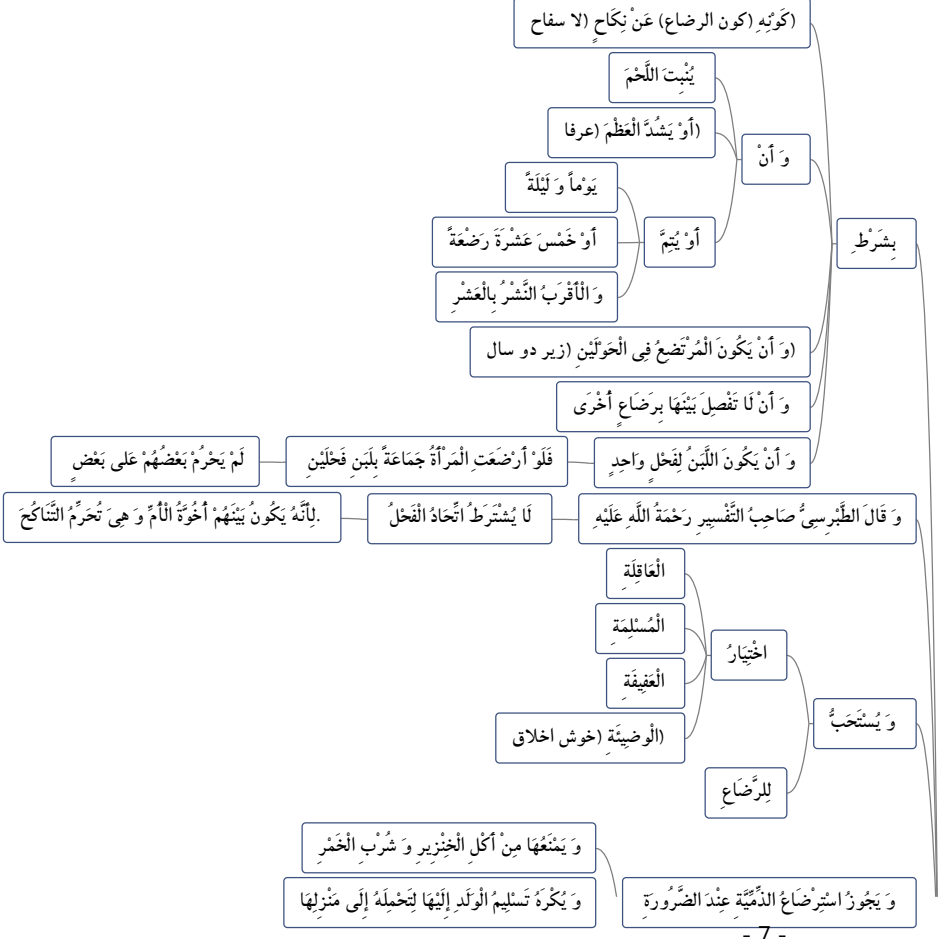 (كَوْنِهِ (كون الرضاع) عَنْ نِكَاحٍ (لا سفاح
يُنْبِتَ اللَّحْمَ
(أَوْ يَشُدَّ الْعَظْمَ (عرفا
وَ أَنْ
يَوْماً وَ لَيْلَةً
بِشَرْطِ
أَوْ يُتِمَّ
أَوْ خَمْسَ عَشْرَةَ رَضْعَةً
وَ الْأَقْرَبُ النَّشْرُ بِالْعَشْرِ
(وَ أَنْ يَكُونَ الْمُرْتَضِعُ فِي الْحَوْلَيْنِ (زیر دو سال
وَ أَنْ لَا تَفْصِلَ بَيْنَهَا بِرَضَاعٍ أُخْرَى
وَ أَنْ يَكُونَ اللَّبَنُ لِفَحْلٍ وَاحِدٍ
فَلَوْ أَرْضَعَتِ الْمَرْأَةُ جَمَاعَةً بِلَبَنِ فَحْلَيْنِ
لَمْ يَحْرُمْ بَعْضُهُمْ عَلَى بَعْضٍ
وَ قَالَ الطَّبْرِسِيُّ صَاحِبُ التَّفْسِيرِ رَحْمَةُ اللَّهِ عَلَيْهِ
لَا يُشْتَرَطُ اتِّحَادُ الْفَحْلُ
.لِأَنَّهُ يَكُونُ بَيْنَهُمْ أُخُوَّةُ الْأُمِّ وَ هِيَ تُحَرِّمُ التَّنَاكُحَ
الْعَاقِلَةِ
الْمُسْلِمَةِ
اخْتِيَارُ
الْعَفِيفَةِ
وَ يُسْتَحَبُّ
(الْوضِيئَةِ (خوش اخلاق
لِلرَّضَاعِ
وَ يَمْنَعُهَا مِنْ أَكْلِ الْخِنْزِيرِ وَ شُرْبِ الْخَمْرِ
وَ يَجُوزُ اسْتِرْضَاعُ الذِّمِّيَّةِ عِنْدَ الضَّرُورَةِ
وَ يُكْرَهُ تَسْلِيمُ الْوَلَدِ إِلَيْهَا لِتَحْمِلَهُ إِلَى مَنْزِلِهَا
- 7 -